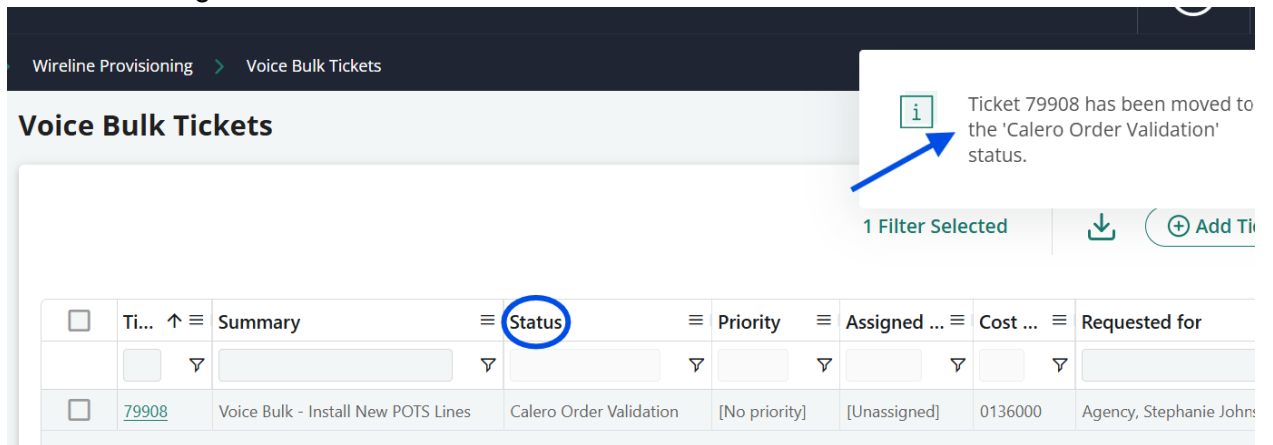 Wireline Provisioning > Voice Bulk Tickets
Voice Bulk Tickets
i
Ticket 79908 has been moved to
the 'Calero Order Validation'
status.
1 Filter Selected
Add
Ti... Summary Status Priority Assigned ... Cost ... Requested for
79908 Voice Bulk - Install New POTS Lines Calero Order Validation [No priority] [Unassigned] 0136000 Agency, Stephanie Johns